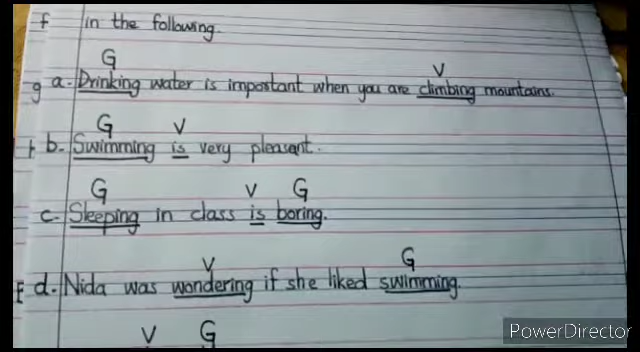 f in the following.
G V
g a. Drinking water is important when you are climbing mountains.
G V
b. Swimming is very pleasant.
G V G
c. Sleeping in class is boring.
V G
d. Nida was wondering if she liked swimming.
V G
PowerDirector